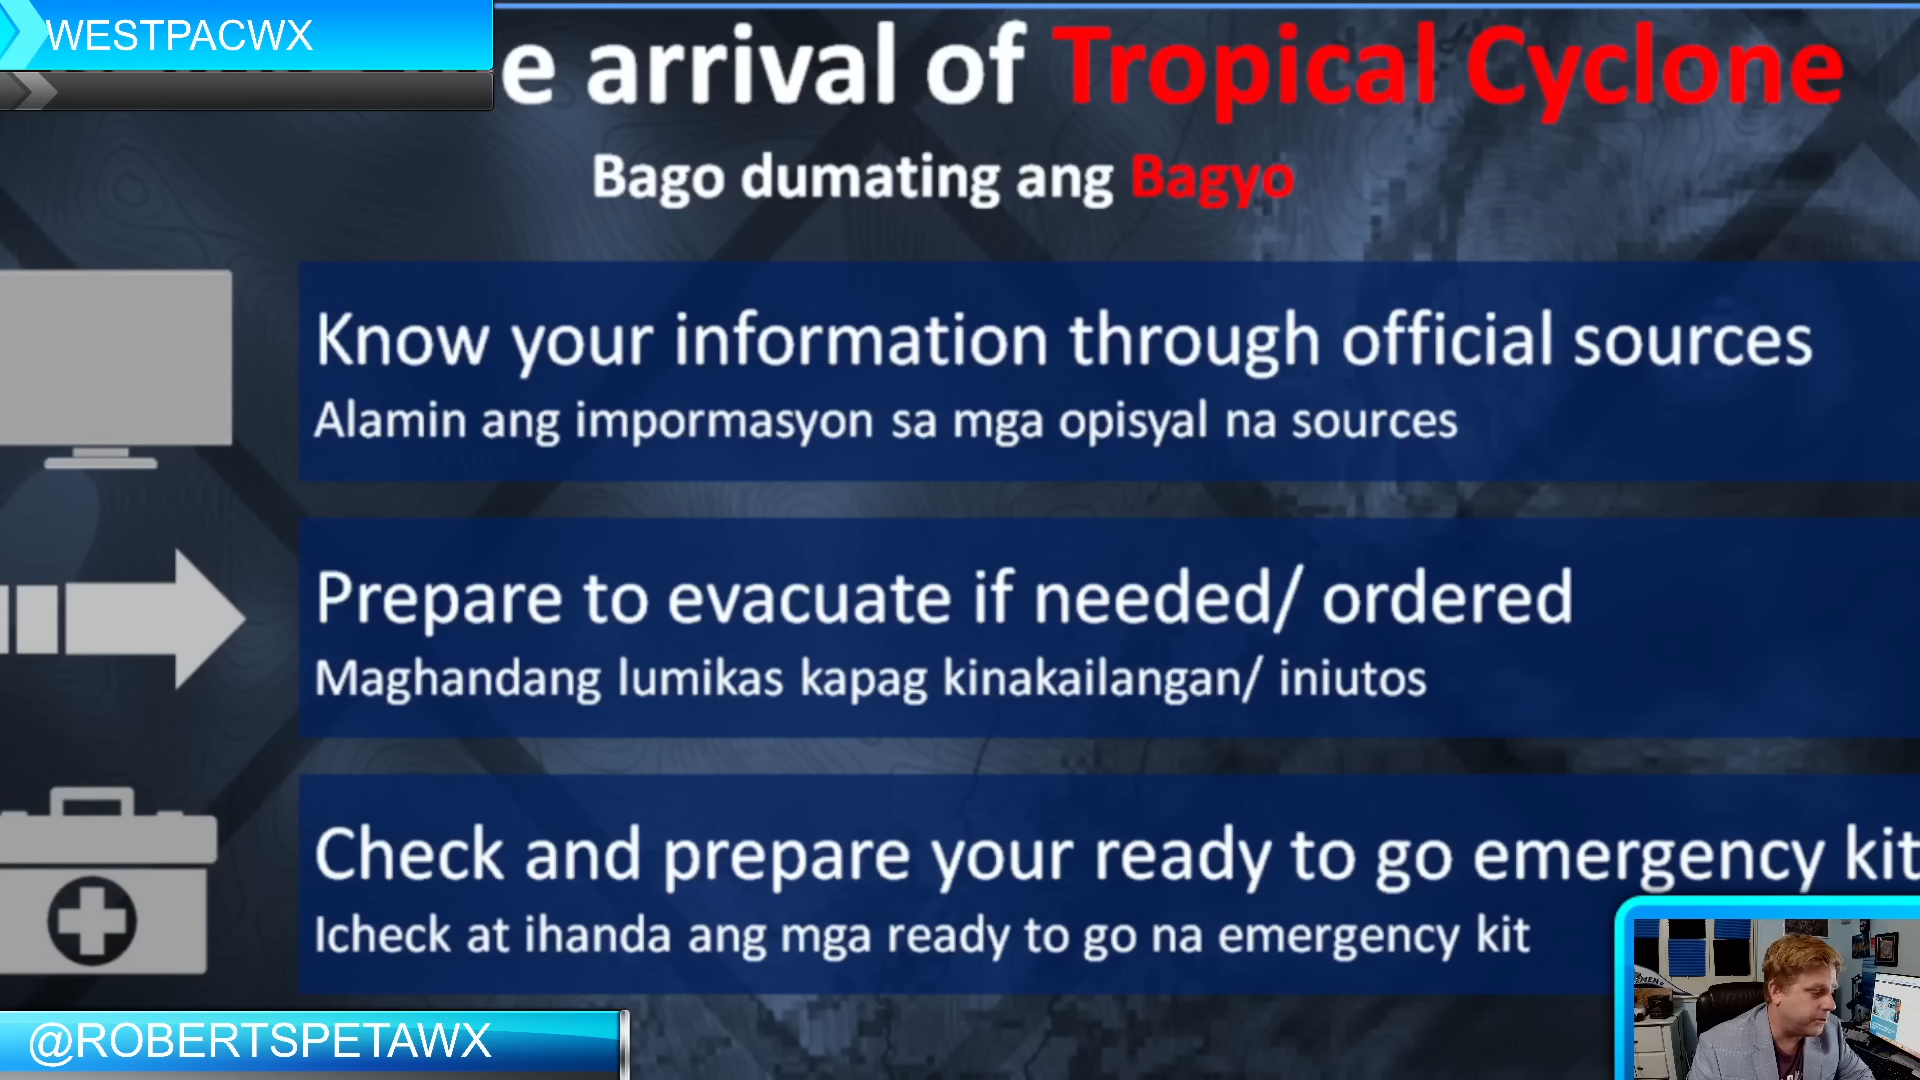 WESTPACWX
e arrival of Tropical Cyclone
Bago dumating ang Bagyo
Know your information through official sources
Alamin ang impormasyon sa mga opisyal na sources
Prepare to evacuate if needed/ ordered
Maghandang lumikas kapag kinakailangan/ iniutos
Check and prepare your ready to go emergency kit
Icheck at ihanda ang mga ready to go na emergency kit
@ROBERTSPETAWX